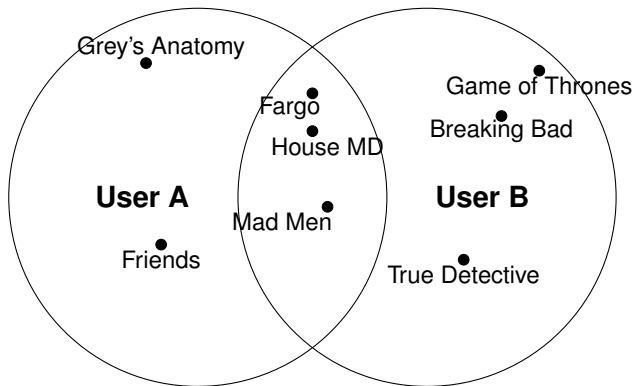 Grey's Anatomy
Game of Thrones
Fargo
Breaking Bad
House MD
User A
User B
Mad Men
Friends
True Detective